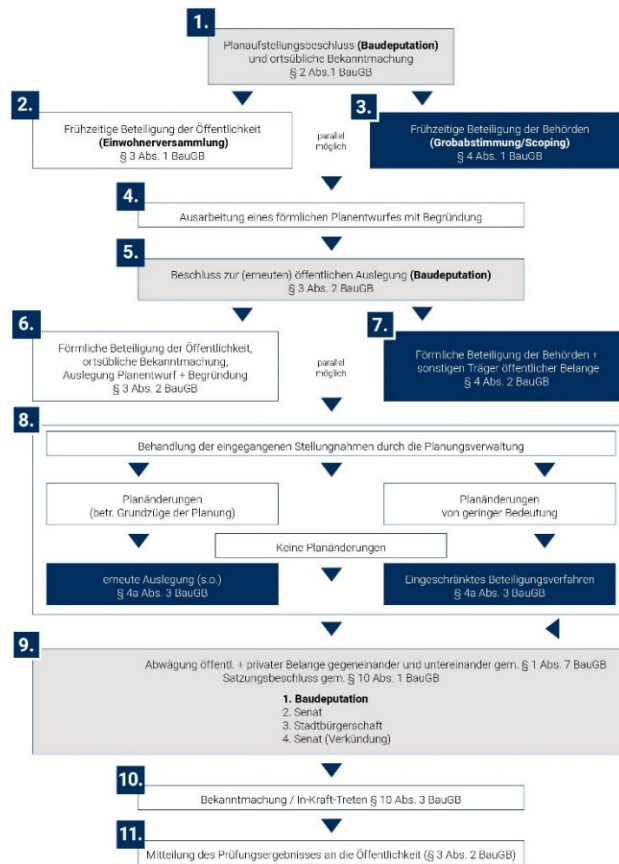 1.
Planaufstellungsbeschluss (Baudeputation)
und ortsübliche Bekanntmachung
§ 2 Abs.1 BauGB
2.
Frühzeitige Beteiligung der Öffentlichkeit
(Einwohnerversammlung)
§ 3 Abs. 1 BauGB
parallel
möglich
3.
Frühzeitige Beteiligung der Behörden
(Grobabstimmung/Scoping)
§ 4 Abs. 1 BauGB
4.
Ausarbeitung eines förmlichen Planentwurfes mit Begründung
5.
Beschluss zur (erneuten) öffentlichen Auslegung (Baudeputation)
§ 3 Abs. 2 BauGB
6.
Förmliche Beteiligung der Öffentlichkeit,
ortsübliche Bekanntmachung,
Auslegung Planentwurf + Begründung
§ 3 Abs. 2 BauGB
parallel
möglich
7.
Förmliche Beteiligung der Behörden +
sonstigen Träger öffentlicher Belange
§ 4 Abs. 2 BauGB
8.
Behandlung der eingegangenen Stellungnahmen durch die Planungsverwaltung
Planänderungen
(betr. Grundzüge der Planung)
Planänderungen
von geringer Bedeutung
Keine Planänderungen
erneute Auslegung (s.o.)
§ 4a Abs. 3 BauGB
Eingeschränktes Beteiligungsverfahren
§ 4a Abs. 3 BauGB
9.
Abwägung öffentl. + privater Belange gegeneinander und untereinander gem. § 1 Abs. 7 BauGB
Satzungsbeschluss gem. § 10 Abs. 1 BauGB
1. Baudeputation
2. Senat
3. Stadtbürgerschaft
4. Senat (Verkündung)
10.
Bekanntmachung / In-Kraft-Treten § 10 Abs. 3 BauGB
11.
Mitteilung des Prüfungsergebnisses an die Öffentlichkeit (§ 3 Abs. 2 BauGB)